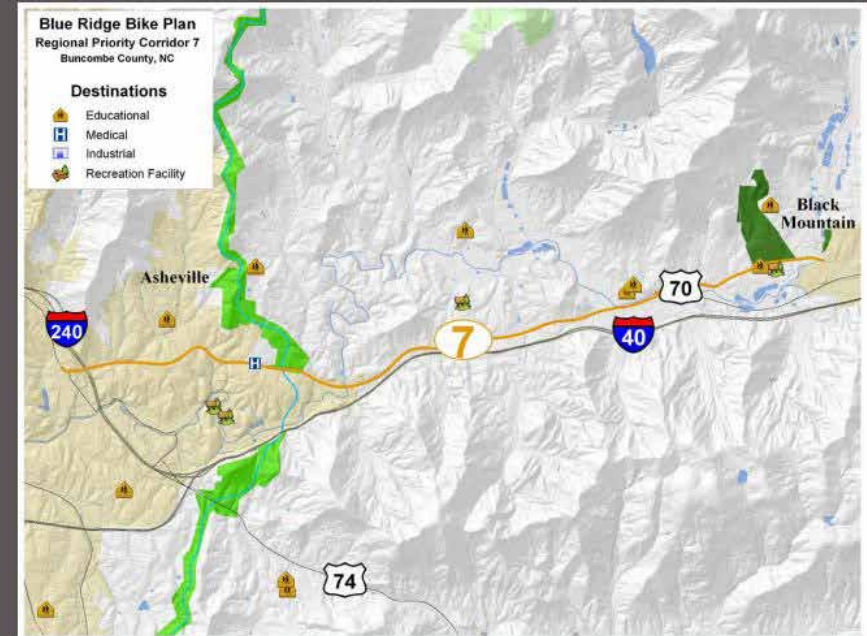 Blue Ridge Bike Plan
Regional Priority Corridor 7
Buncombe County, NC
Destinations
Educational
H Medical
Industrial
Recreation Facility
Black
Mountain
Asheville
70
240
7
40
74
H